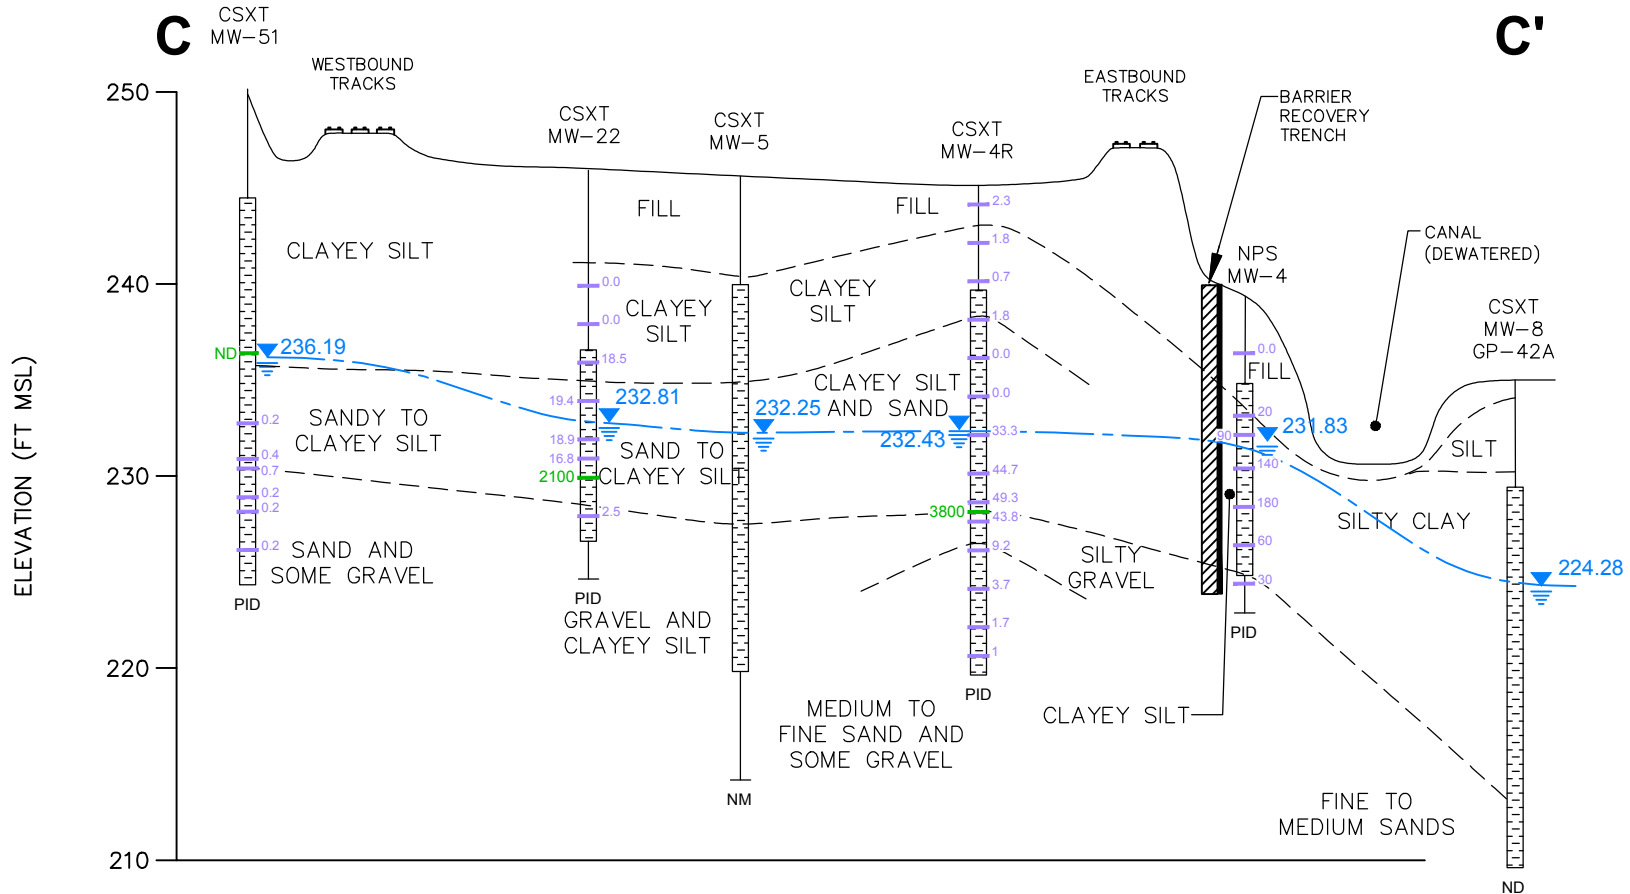 C
C'
CSXT
MW-51
WESTBOUND
TRACKS
CSXT
MW-22
CSXT
MW-5
CSXT
MW-4R
EASTBOUND
TRACKS
BARRIER
RECOVERY
TRENCH
NPS
MW-4
CANAL
(DEWATERED)
CSXT
MW-8
GP-42A
ELEVATION (FT MSL)
250
240
230
220
210
FILL
FILL
FILL
CLAYEY SILT
CLAYEY
SILT
CLAYEY
SILT
CLAYEY SILT
AND SAND
SANDY TO
CLAYEY SILT
SAND TO
CLAYEY SILT
SAND AND
SOME GRAVEL
GRAVEL AND
CLAYEY SILT
MEDIUM TO
FINE SAND AND
SOME GRAVEL
SILTY
GRAVEL
CLAYEY SILT
SILT
SILTY CLAY
FINE TO
MEDIUM SANDS
236.19
232.81
232.25
232.43
231.83
224.28
ND
0.2
0.4
0.7
0.2
0.2
0.2
PID
0.0
0.0
18.5
19.4
18.9
16.8
2100
2.5
PID
NM
2.3
1.8
0.7
1.8
0.0
0.0
33.3
44.7
49.3
3800
43.8
9.2
3.7
1.7
1
PID
0.0
20
90
140
180
60
30
PID
ND